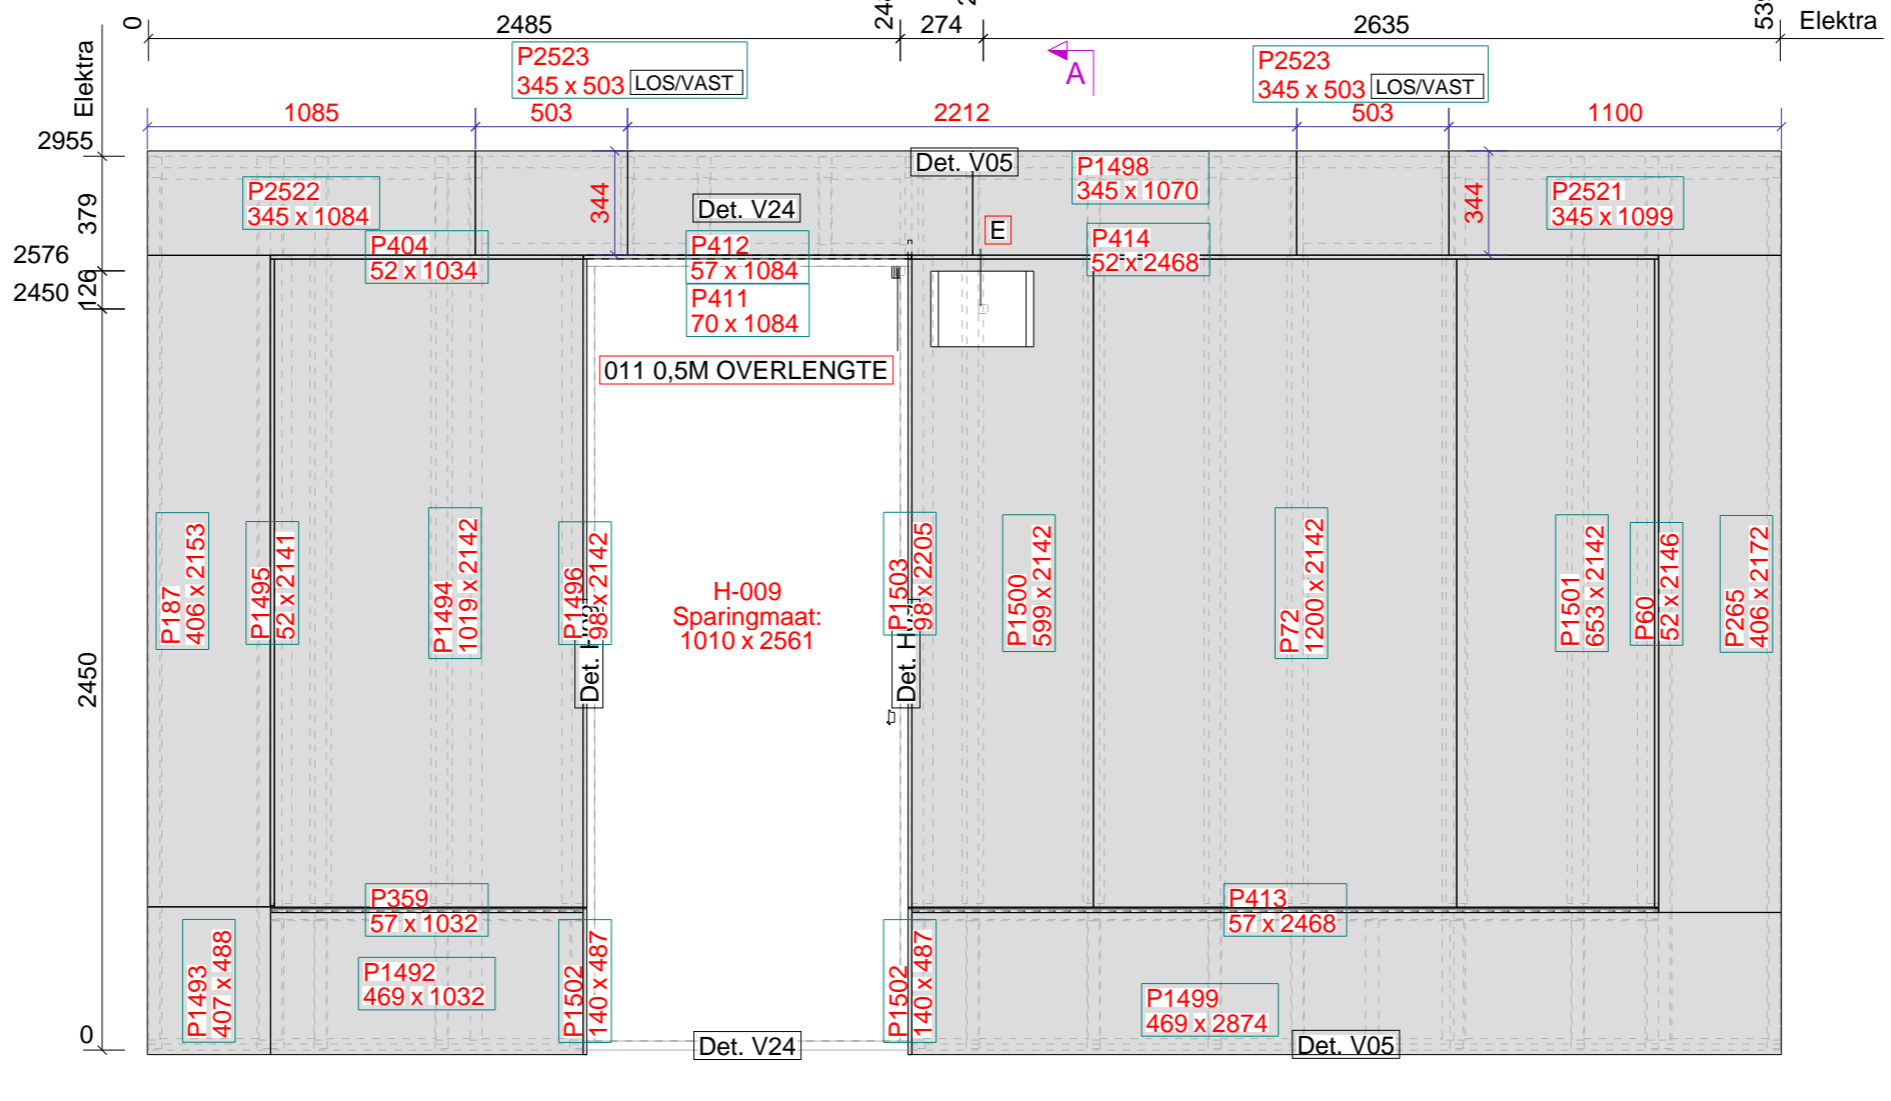 0
2485
274
2635
Elektra
Elektra
P2523
345 x 503 LOS/VAST
A
P2523
345 x 503 LOS/VAST
1085
503
2212
503
1100
2955
379
2576
126
2450
2450
0
P2522
345 x 1084
344
Det. V24
Det. V05
P1498
345 x 1070
344
P2521
345 x 1099
E
P404
52 x 1034
P412
57 x 1084
P411
70 x 1084
P414
52 x 2468
011 0,5M OVERLENGTE
P187
406 x 2153
P1495
52 x 2141
P1494
1019 x 2142
P1496
98 x 2142
Det.
H-009
Sparingmaat:
1010 x 2561
P1503
98 x 2205
Det.
P1500
599 x 2142
P72
1200 x 2142
P1501
653 x 2142
P60
52 x 2146
P265
406 x 2172
P359
57 x 1032
P413
57 x 2468
P1493
407 x 488
P1492
469 x 1032
P1502
140 x 487
P1502
140 x 487
P1499
469 x 2874
Det. V24
Det. V05